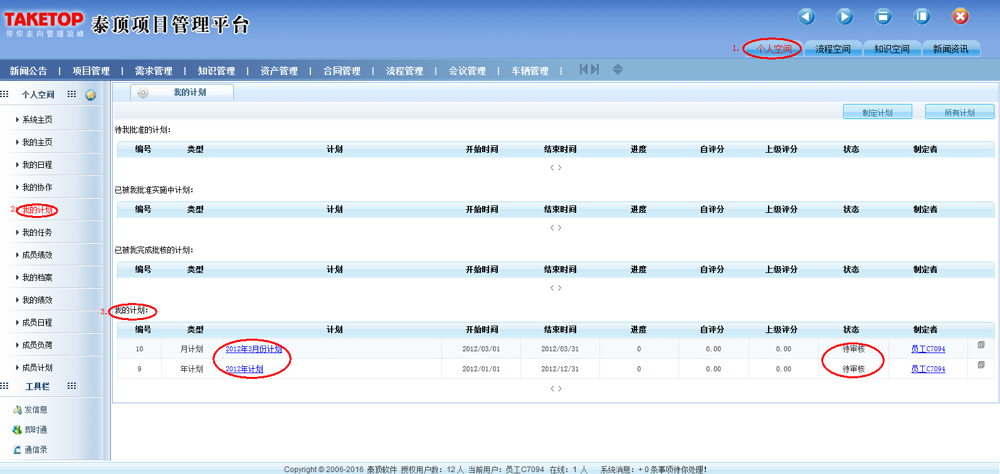 TAKETOP 泰顶项目管理平台
带你走向管理顶峰
1. 个人空间 流程空间 知识空间 新闻资讯
新闻公告 | 项目管理 | 需求管理 | 知识管理 | 资产管理 | 合同管理 | 流程管理 | 会议管理 | 车辆管理 |
个人空间
系统主页
我的主页
我的日程
我的协作
2. 我的计划
我的任务
成员绩效
我的档案
我的绩效
成员日程
成员负荷
成员计划
工具栏
发信息
即时通
通信录
我的计划
制定计划 所有计划
待我批准的计划:
编号 类型 计划 开始时间 结束时间 进度 自评分 上级评分 状态 制定者
< >
已被我批准实施中计划:
编号 类型 计划 开始时间 结束时间 进度 自评分 上级评分 状态 制定者
< >
已被我完成批核的计划:
编号 类型 计划 开始时间 结束时间 进度 自评分 上级评分 状态 制定者
< >
3. 我的计划:
编号 类型 计划 开始时间 结束时间 进度 自评分 上级评分 状态 制定者
10 月计划 2012年3月份计划 2012/03/01 2012/03/31 0 0.00 0.00 待审核 员工C7094
9 年计划 2012年计划 2012/01/01 2012/12/31 0 0.00 0.00 待审核 员工C7094
< >
Copyright © 2006-2016 泰顶软件 授权用户数: 12 人 当前用户: 员工C7094 在线: 1 人 系统消息: + 0 条事项待你处理!